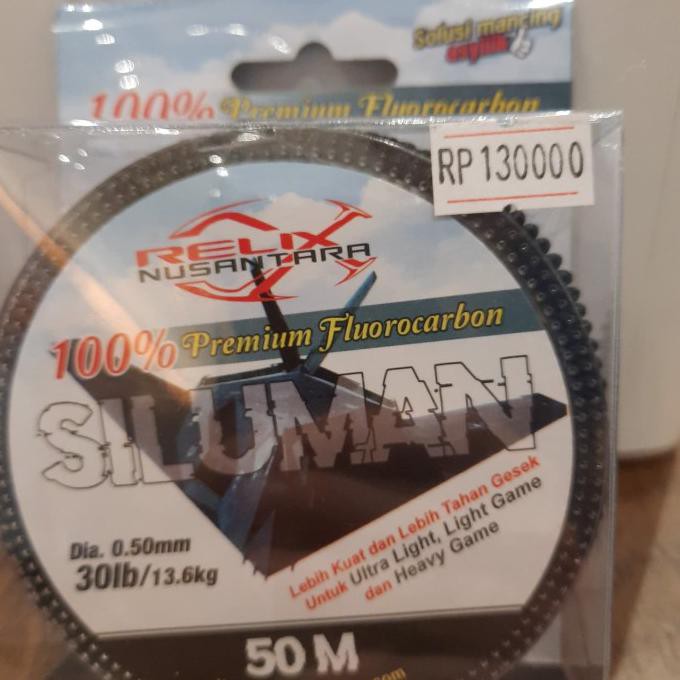 Solusi mancing
asyiiik
100% Premium Fluorocarbon
RP 130000
RELIX
NUSANTARA
100% Premium Fluorocarbon
SILUMAN
Dia. 0.50mm
30lb/13.6kg
Lebih Kuat dan Lebih Tahan Gesek
Untuk Ultra Light, Light Game
dan Heavy Game
50 M